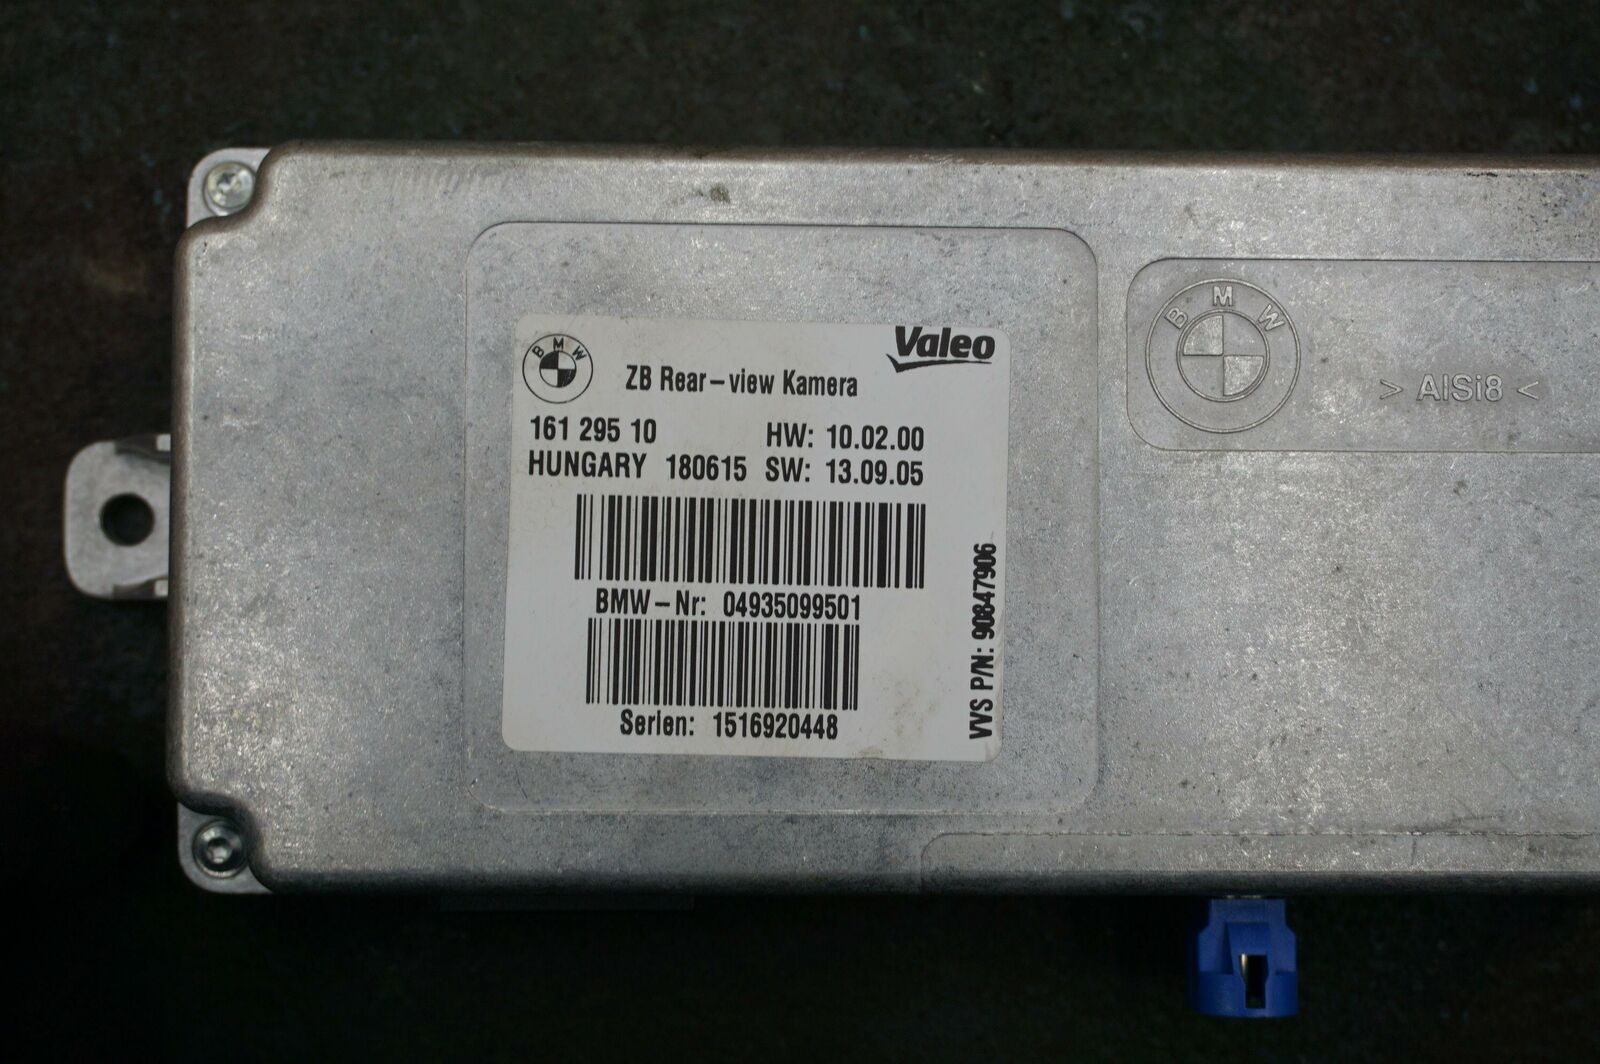 BMW
Valeo
ZB Rear-view Kamera
161 295 10 HW: 10.02.00
HUNGARY 180615 SW: 13.09.05
BMW-Nr: 04935099501
Serien: 1516920448
VVS P/N: 90847906
BMW
> AlSi8 <